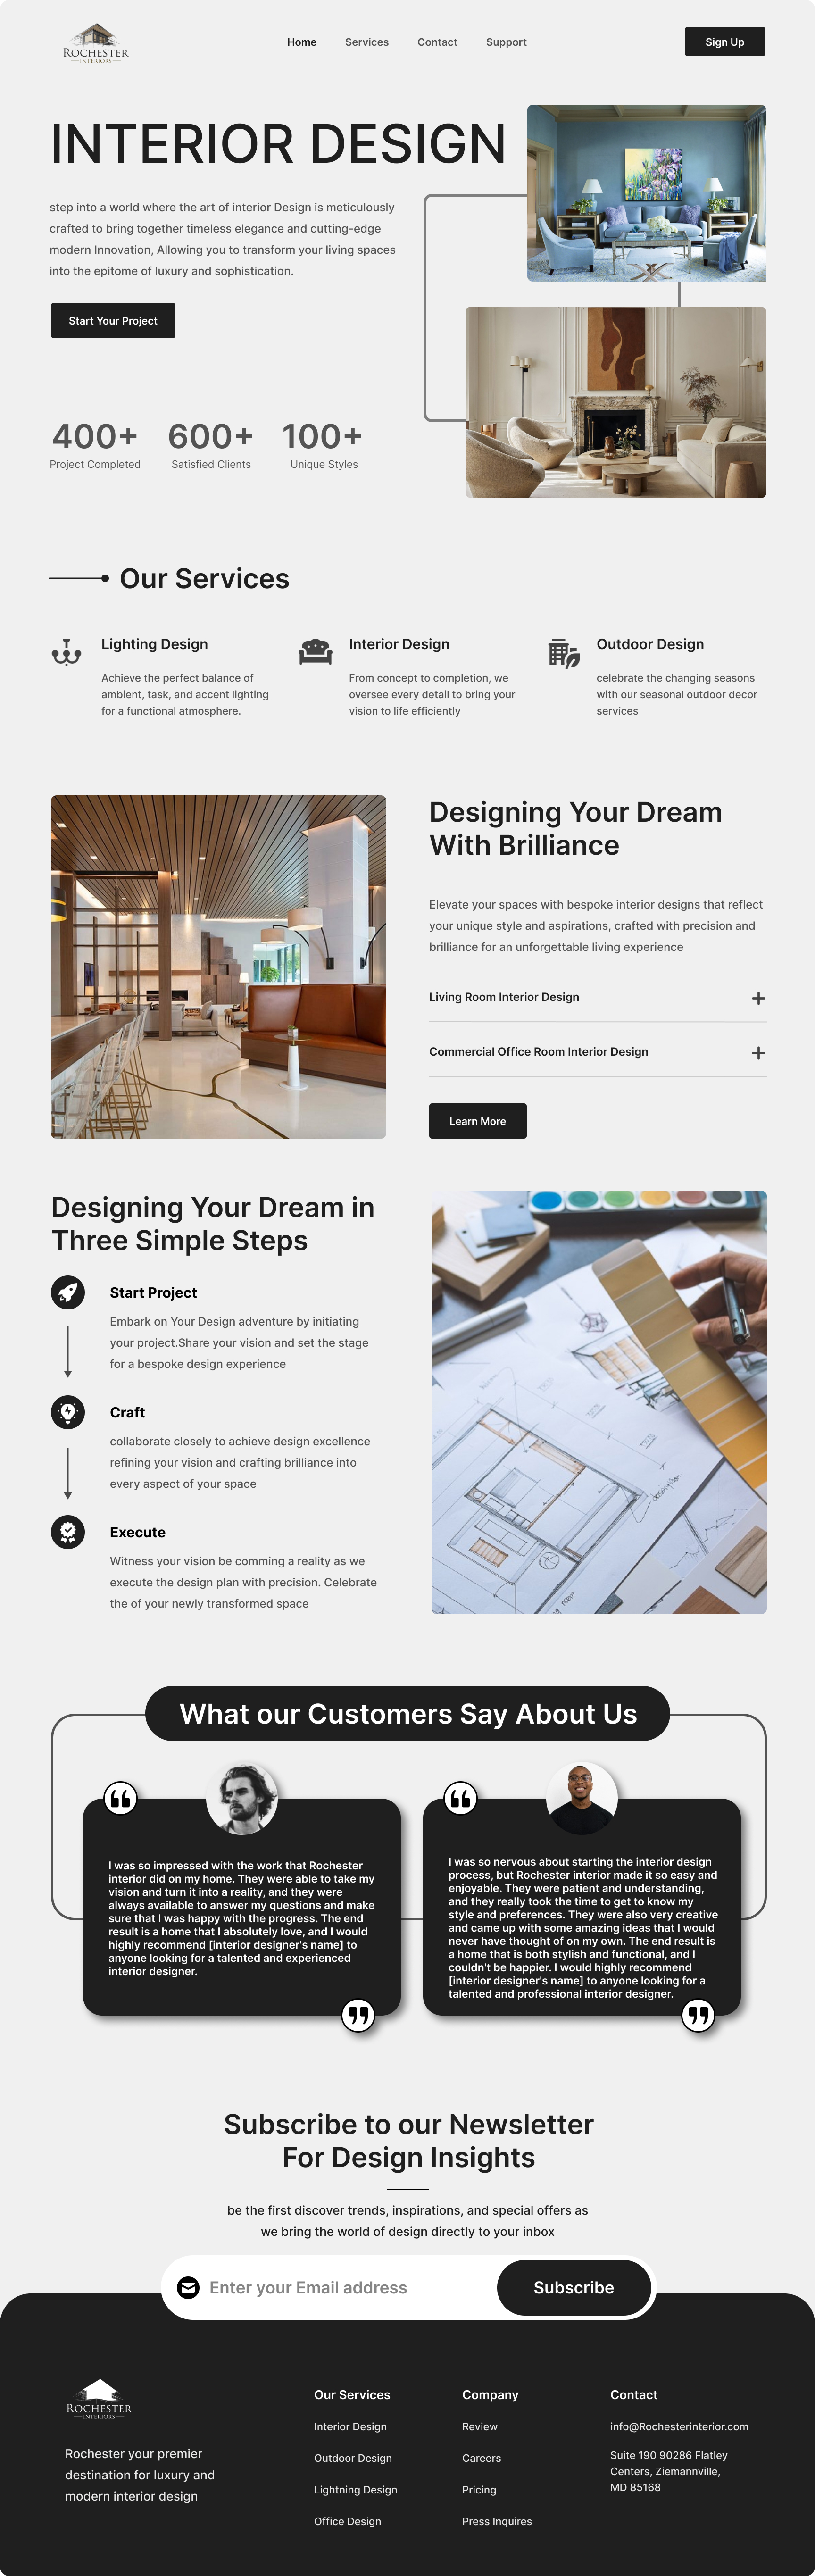 ROCHESTER
INTERIORS
Home
Services
Contact
Support
Sign Up
INTERIOR DESIGN
step into a world where the art of interior Design is meticulously
crafted to bring together timeless elegance and cutting-edge
modern Innovation, Allowing you to transform your living spaces
into the epitome of luxury and sophistication.
Start Your Project
400+
Project Completed
600+
Satisfied Clients
100+
Unique Styles
Our Services
Lighting Design
Achieve the perfect balance of
ambient, task, and accent lighting
for a functional atmosphere.
Interior Design
From concept to completion, we
oversee every detail to bring your
vision to life efficiently
Outdoor Design
celebrate the changing seasons
with our seasonal outdoor decor
services
Designing Your Dream
With Brilliance
Elevate your spaces with bespoke interior designs that reflect
your unique style and aspirations, crafted with precision and
brilliance for an unforgettable living experience
Living Room Interior Design
Commercial Office Room Interior Design
Learn More
Designing Your Dream in
Three Simple Steps
Start Project
Embark on Your Design adventure by initiating
your project.Share your vision and set the stage
for a bespoke design experience
Craft
collaborate closely to achieve design excellence
refining your vision and crafting brilliance into
every aspect of your space
Execute
Witness your vision be comming a reality as we
execute the design plan with precision. Celebrate
the of your newly transformed space
What our Customers Say About Us
I was so impressed with the work that Rochester
interior did on my home. They were able to take my
vision and turn it into a reality, and they were
always available to answer my questions and make
sure that I was happy with the progress. The end
result is a home that I absolutely love, and I would
highly recommend [interior designer's name] to
anyone looking for a talented and experienced
interior designer.
I was so nervous about starting the interior design
process, but Rochester interior made it so easy and
enjoyable. They were patient and understanding,
and they really took the time to get to know my
style and preferences. They were also very creative
and came up with some amazing ideas that I would
never have thought of on my own. The end result is
a home that is both stylish and functional, and I
couldn't be happier. I would highly recommend
[interior designer's name] to anyone looking for a
talented and professional interior designer.
Subscribe to our Newsletter
For Design Insights
be the first discover trends, inspirations, and special offers as
we bring the world of design directly to your inbox
Enter your Email address
Subscribe
ROCHESTER
INTERIORS
Rochester your premier
destination for luxury and
modern interior design
Our Services
Interior Design
Outdoor Design
Lightning Design
Office Design
Company
Review
Careers
Pricing
Press Inquires
Contact
info@Rochesterinterior.com
Suite 190 90286 Flatley
Centers, Ziemannville,
MD 85168